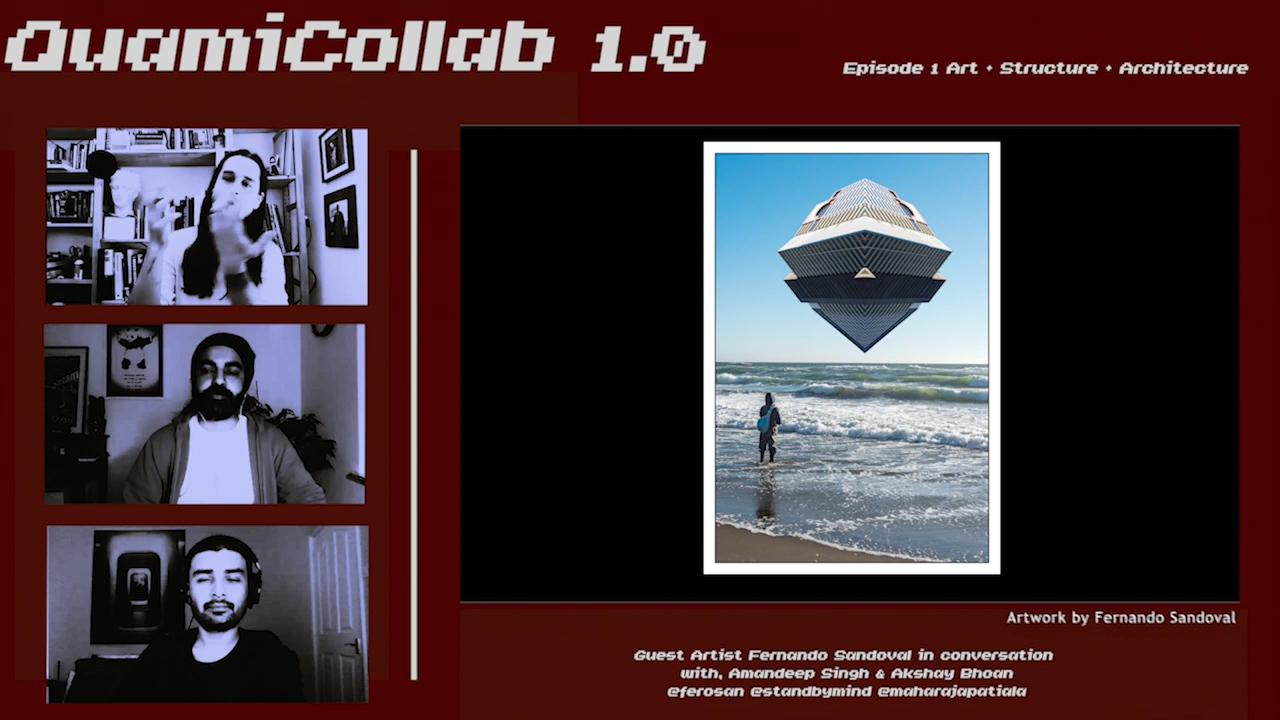 QuamiCollab 1.0
Episode 1 Art + Structure + Architecture
Artwork by Fernando Sandoval
Guest Artist Fernando Sandoval in conversation
with, Amandeep Singh & Akshay Bhoan
@ferosan @standbymind @maharajapatiala